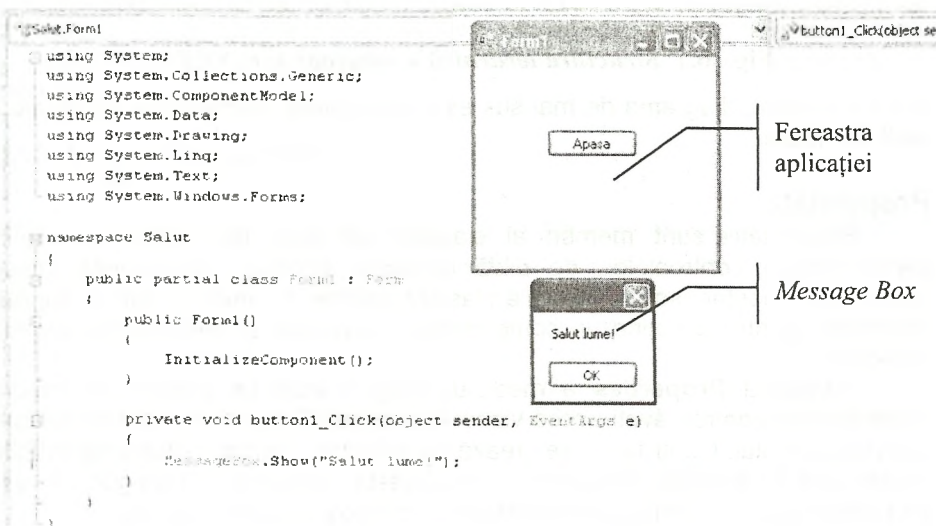 Salut.Form1
button1_Click(object se
using System;
using System.Collections.Generic;
using System.ComponentModel;
using System.Data;
using System.Drawing;
using System.Linq;
using System.Text;
using System.Windows.Forms;
namespace Salut
{
public partial class Form1 : Form
{
public Form1()
{
InitializeComponent();
}
private void button1_Click(object sender, EventArgs e)
{
MessageBox.Show("Salut lume!");
}
}
}
Form1
Apasa
Fereastra
aplicației
Message Box
Salut lume!
OK